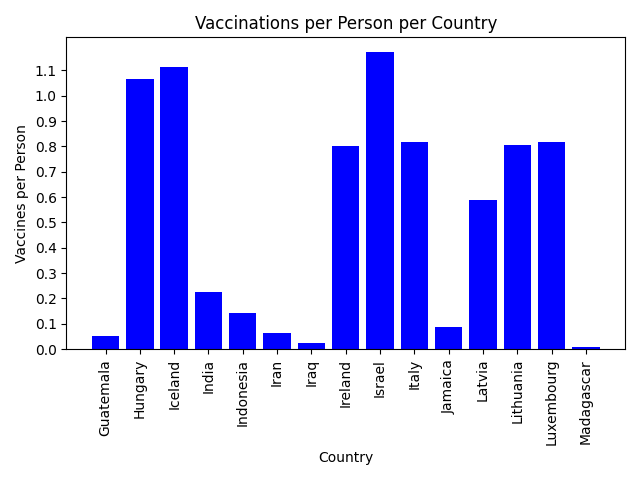 Vaccinations per Person per Country
Vaccines per Person
1.1
1.0
0.9
0.8
0.7
0.6
0.5
0.4
0.3
0.2
0.1
0.0
Guatemala
Hungary
Iceland
India
Indonesia
Iran
Iraq
Ireland
Israel
Italy
Jamaica
Latvia
Lithuania
Luxembourg
Madagascar
Country